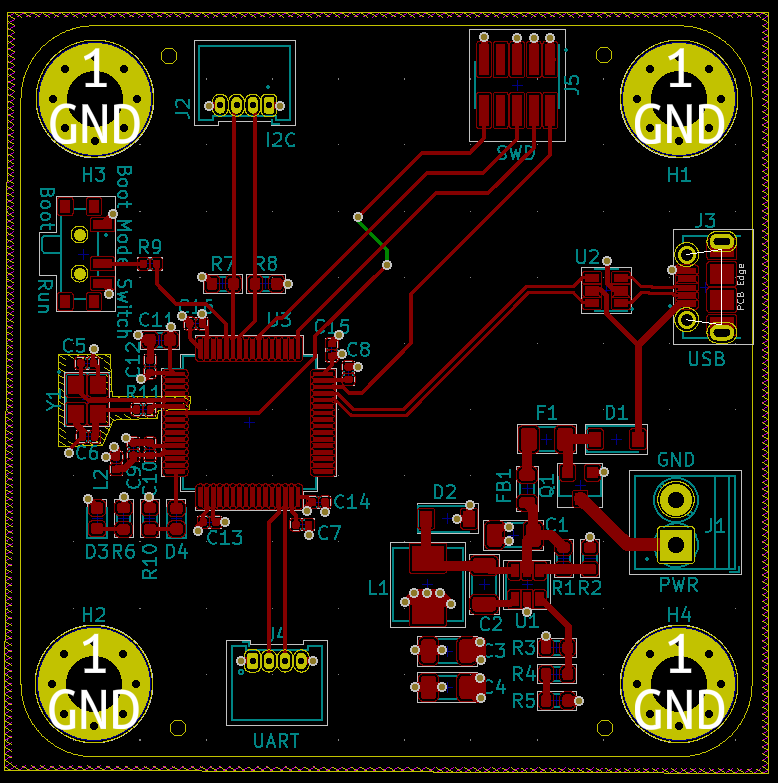 1
GND
H3
J2
I2C
J5
SWD
1
GND
H1
Boot
Boot Mode Switch
Run
R9
R7
R8
U2
J3
PCB Edge
USB
C11
U3
C15
C5
C12
C8
Y1
R11
C6
L2
C9
C10
F1
D1
FB1
Q1
GND
J1
PWR
D2
C14
C1
C7
C13
D3
R6
R10
D4
L1
R1
R2
C2
U1
H2
1
GND
J4
UART
C3
C4
R3
R4
R5
H4
1
GND